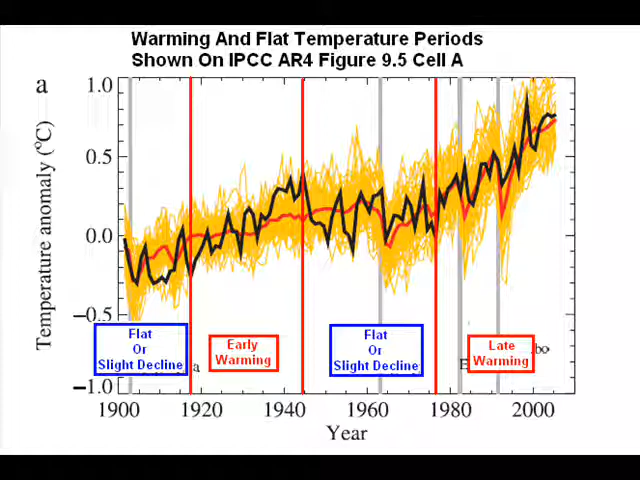 Warming And Flat Temperature Periods
Shown On IPCC AR4 Figure 9.5 Cell A
a
1.0
0.5
0.0
−0.5
−1.0
Temperature anomaly (°C)
Flat
Or
Slight Decline
Early
Warming
Flat
Or
Slight Decline
Late
Warming
a
E
bo
1900 1920 1940 1960 1980 2000
Year